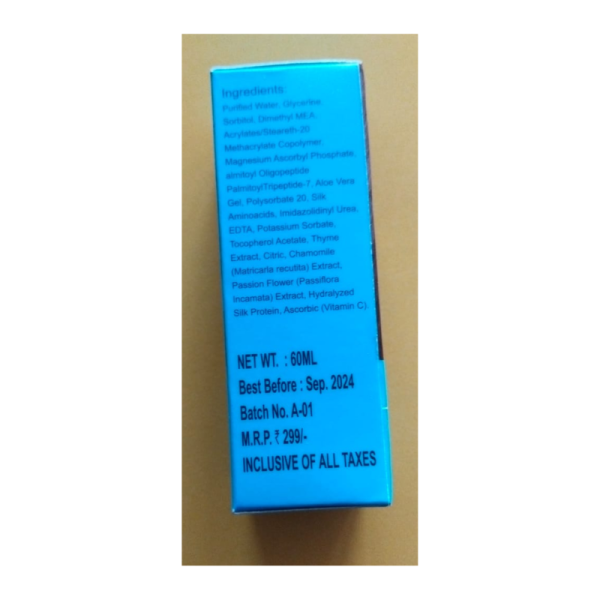 Ingredients:
Purified Water, Glycerine,
Sorbitol, Dimethyl MEA,
Acrylates/Steareth-20
Methacrylate Copolymer,
Magnesium Ascorbyl Phosphate,
almitoyl Oligopeptide
PalmitoylTripeptide-7, Aloe Vera
Gel, Polysorbate 20, Silk
Aminoacids, Imidazolidinyl Urea,
EDTA, Potassium Sorbate,
Tocopherol Acetate, Thyme
Extract, Citric, Chamomile
(Matricaria recutita) Extract,
Passion Flower (Passiflora
Incarnata) Extract, Hydralyzed
Silk Protein, Ascorbic (Vitamin C).
NET WT. : 60ML
Best Before : Sep. 2024
Batch No. A-01
M.R.P. ₹ 299/-
INCLUSIVE OF ALL TAXES